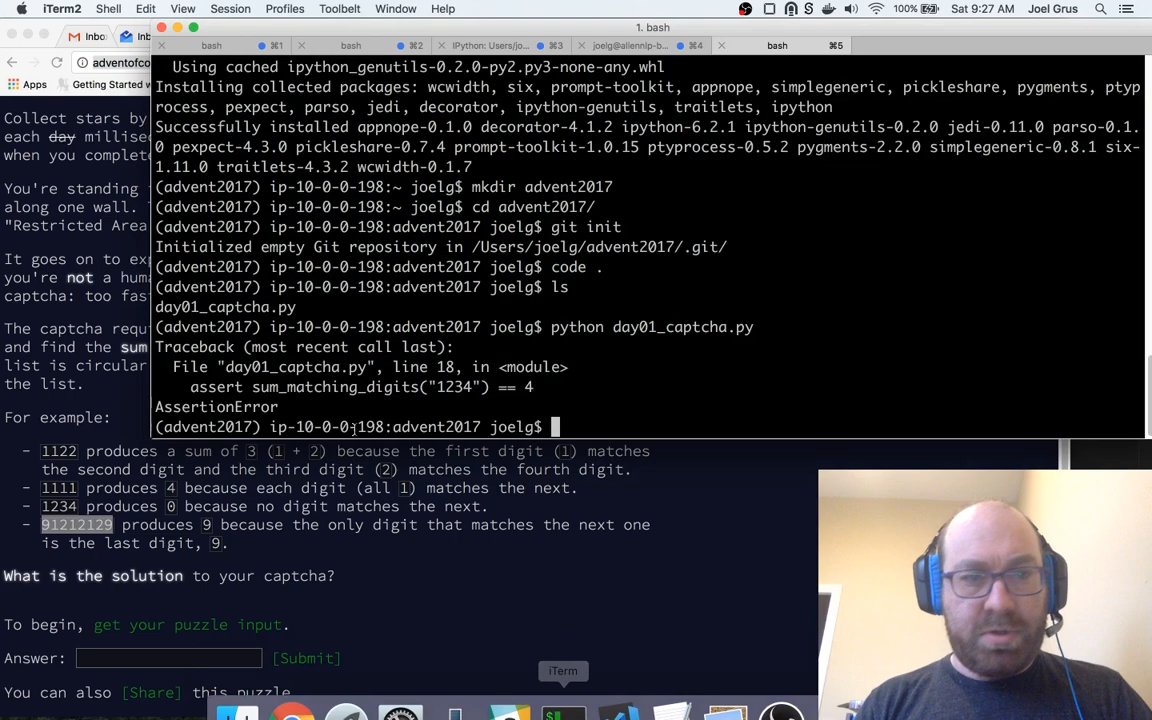 iTerm2 Shell Edit View Session Profiles Toolbelt Window Help 100% Sat 9:27 AM Joel Grus
1. bash
Inbo Inb
bash ⌘1 bash ⌘2 IPython: Users/jo... ⌘3 joelg@allennlp-b... ⌘4 bash ⌘5
adventofco
Apps Getting Started w
Using cached ipython_genutils-0.2.0-py2.py3-none-any.whl
Installing collected packages: wcwidth, six, prompt-toolkit, appnope, simplegeneric, pickleshare, pygments, ptyp
rocess, pexpect, parso, jedi, decorator, ipython-genutils, traitlets, ipython
Successfully installed appnope-0.1.0 decorator-4.1.2 ipython-6.2.1 ipython-genutils-0.2.0 jedi-0.11.0 parso-0.1.
0 pexpect-4.3.0 pickleshare-0.7.4 prompt-toolkit-1.0.15 ptyprocess-0.5.2 pygments-2.2.0 simplegeneric-0.8.1 six-
1.11.0 traitlets-4.3.2 wcwidth-0.1.7
(advent2017) ip-10-0-0-198:~ joelg$ mkdir advent2017
(advent2017) ip-10-0-0-198:~ joelg$ cd advent2017/
(advent2017) ip-10-0-0-198:advent2017 joelg$ git init
Initialized empty Git repository in /Users/joelg/advent2017/.git/
(advent2017) ip-10-0-0-198:advent2017 joelg$ code .
(advent2017) ip-10-0-0-198:advent2017 joelg$ ls
day01_captcha.py
(advent2017) ip-10-0-0-198:advent2017 joelg$ python day01_captcha.py
Traceback (most recent call last):
File "day01_captcha.py", line 18, in <module>
assert sum_matching_digits("1234") == 4
AssertionError
(advent2017) ip-10-0-0-198:advent2017 joelg$
Collect stars by
each day millise
when you complet
You're standing
along one wall.
"Restricted Area
It goes on to exp
you're not a huma
captcha: too fas
The captcha requ
and find the sum
list is circular
the list.
For example:
- 1122 produces a sum of 3 (1 + 2) because the first digit (1) matches
the second digit and the third digit (2) matches the fourth digit.
- 1111 produces 4 because each digit (all 1) matches the next.
- 1234 produces 0 because no digit matches the next.
- 91212129 produces 9 because the only digit that matches the next one
is the last digit, 9.
What is the solution to your captcha?
To begin, get your puzzle input.
Answer: [Submit]
iTerm
You can also [Share] this puzzle